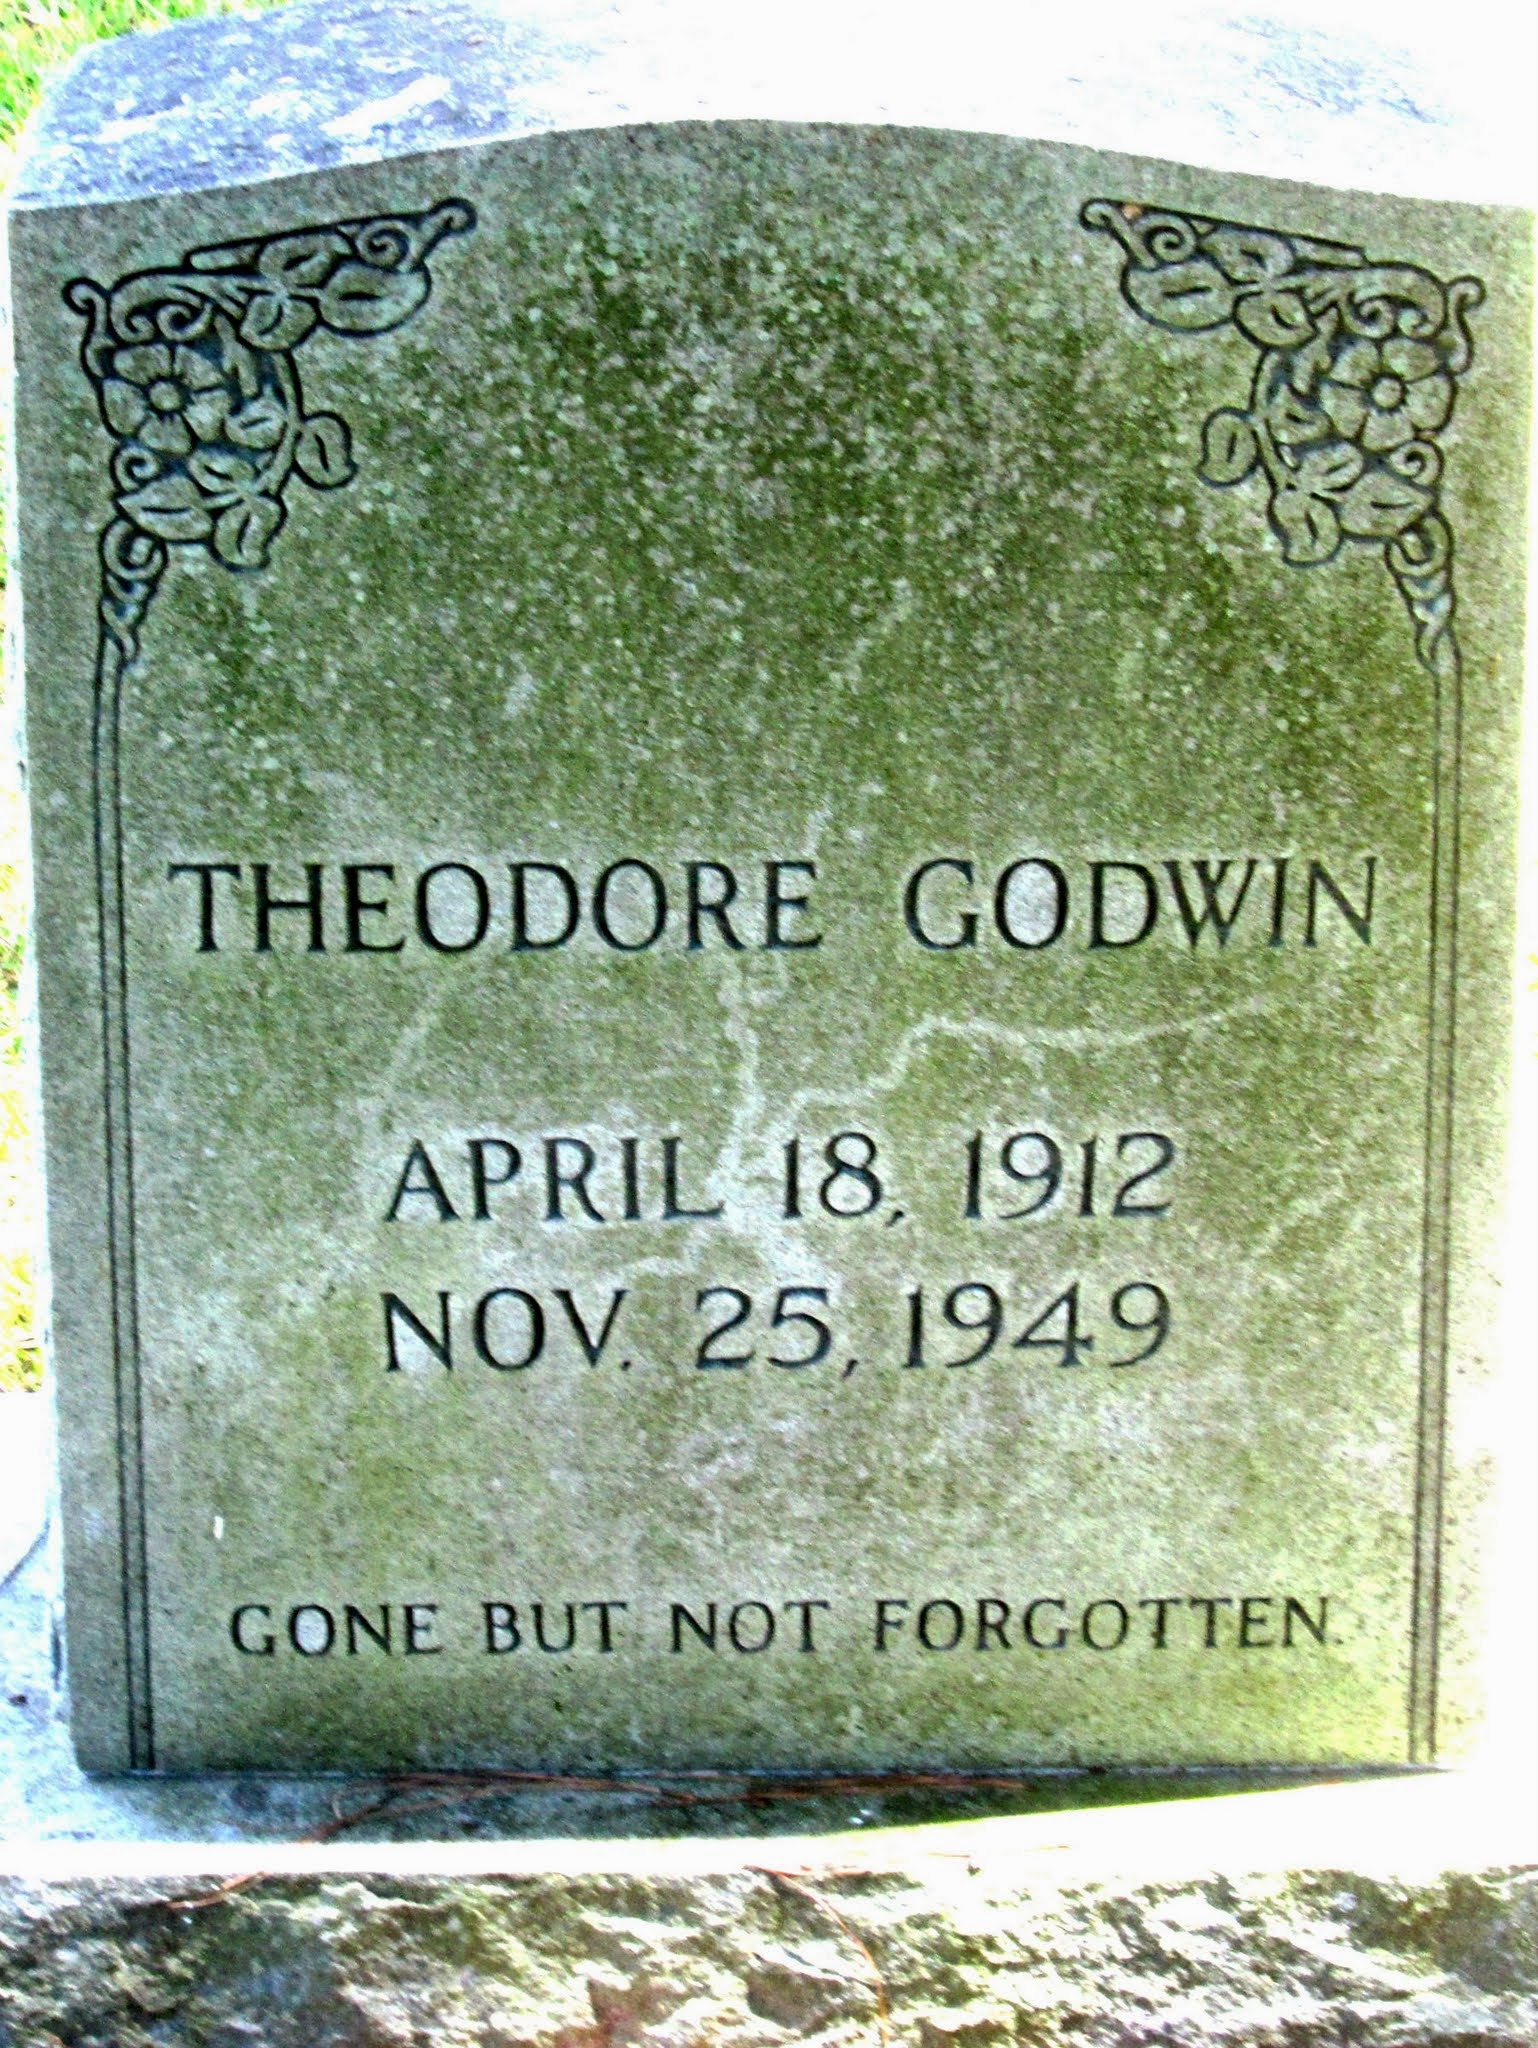 THEODORE GODWIN
APRIL 18, 1912
NOV. 25, 1949
GONE BUT NOT FORGOTTEN.